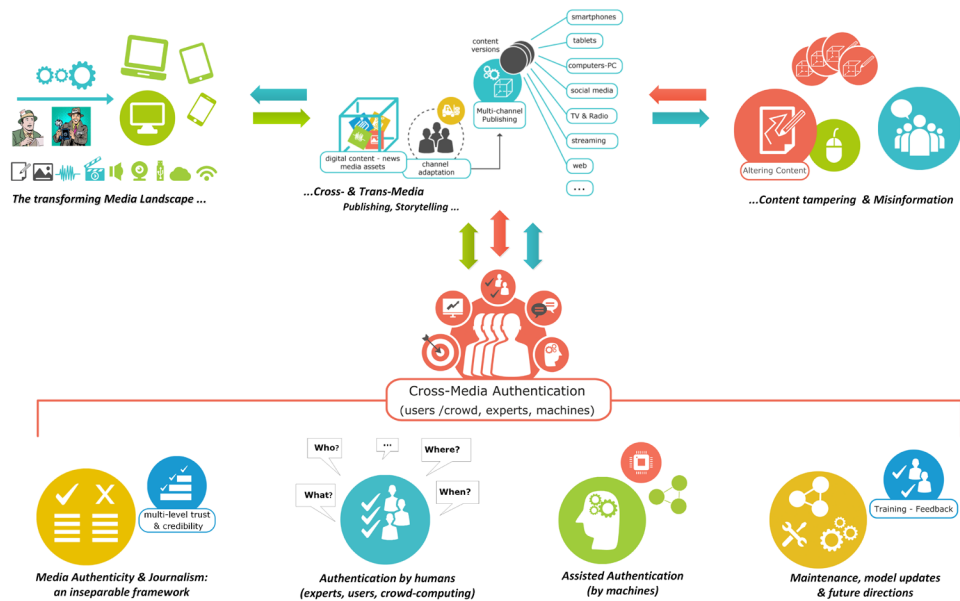 smartphones
content
versions
tablets
computers-PC
social media
Multi-channel
Publishing
TV & Radio
streaming
digital content - news
media assets
channel
adaptation
web
...
Altering Content
The transforming Media Landscape ...
...Cross- & Trans-Media
Publishing, Storytelling ...
...Content tampering & Misinformation
Cross-Media Authentication
(users /crowd, experts, machines)
Who?
...
Where?
What?
When?
multi-level trust
& credibility
Training - Feedback
Media Authenticity & Journalism:
an inseparable framework
Authentication by humans
(experts, users, crowd-computing)
Assisted Authentication
(by machines)
Maintenance, model updates
& future directions